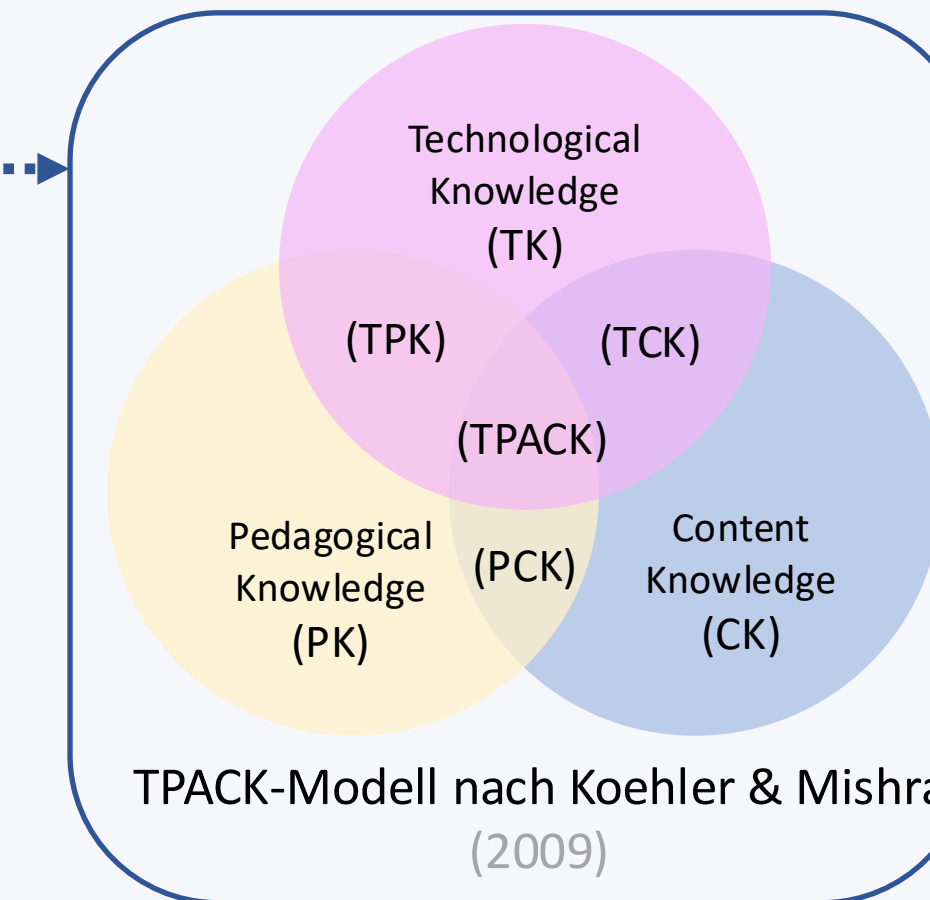 Technological
Knowledge
(TK)
(TPK)
(TCK)
(TPACK)
Pedagogical
Knowledge
(PK)
(PCK)
Content
Knowledge
(CK)
TPACK-Modell nach Koehler & Mishra
(2009)